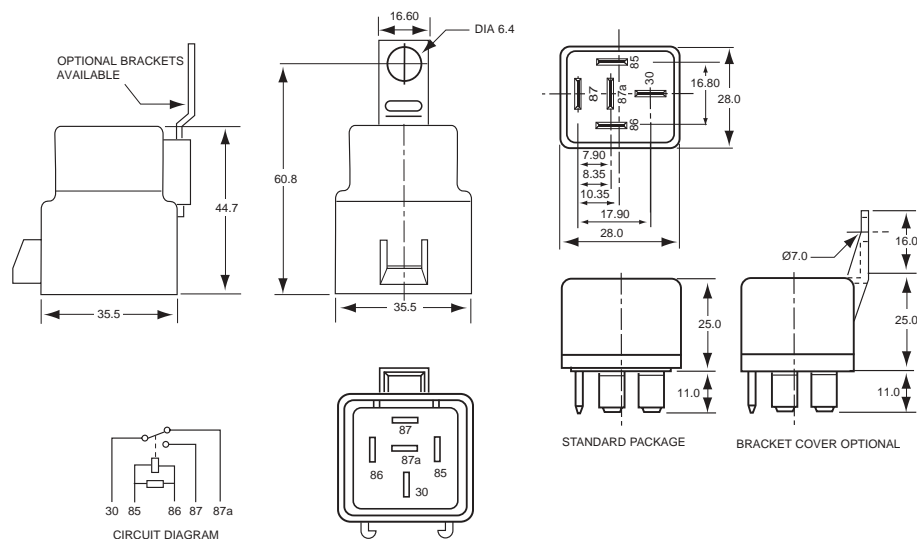 OPTIONAL BRACKETS
AVAILABLE
44.7
35.5
16.60
DIA 6.4
60.8
35.5
85
30
87
87a
86
16.80
28.0
7.90
8.35
10.35
17.90
28.0
25.0
11.0
STANDARD PACKAGE
Ø7.0
16.0
25.0
11.0
BRACKET COVER OPTIONAL
30 85 86 87 87a
CIRCUIT DIAGRAM
87
87a
86
85
30